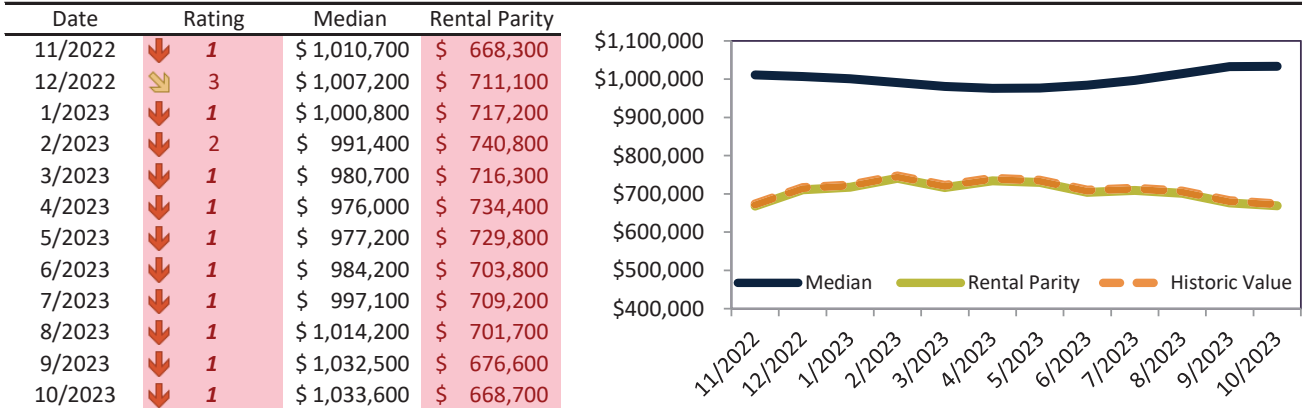 Date Rating Median Rental Parity
11/2022 1 $ 1,010,700 $ 668,300
12/2022 3 $ 1,007,200 $ 711,100
1/2023 1 $ 1,000,800 $ 717,200
2/2023 2 $ 991,400 $ 740,800
3/2023 1 $ 980,700 $ 716,300
4/2023 1 $ 976,000 $ 734,400
5/2023 1 $ 977,200 $ 729,800
6/2023 1 $ 984,200 $ 703,800
7/2023 1 $ 997,100 $ 709,200
8/2023 1 $ 1,014,200 $ 701,700
9/2023 1 $ 1,032,500 $ 676,600
10/2023 1 $ 1,033,600 $ 668,700
$1,100,000
$1,000,000
$900,000
$800,000
$700,000
$600,000
$500,000
$400,000
Median Rental Parity Historic Value
11/2022 12/2022 1/2023 2/2023 3/2023 4/2023 5/2023 6/2023 7/2023 8/2023 9/2023 10/2023